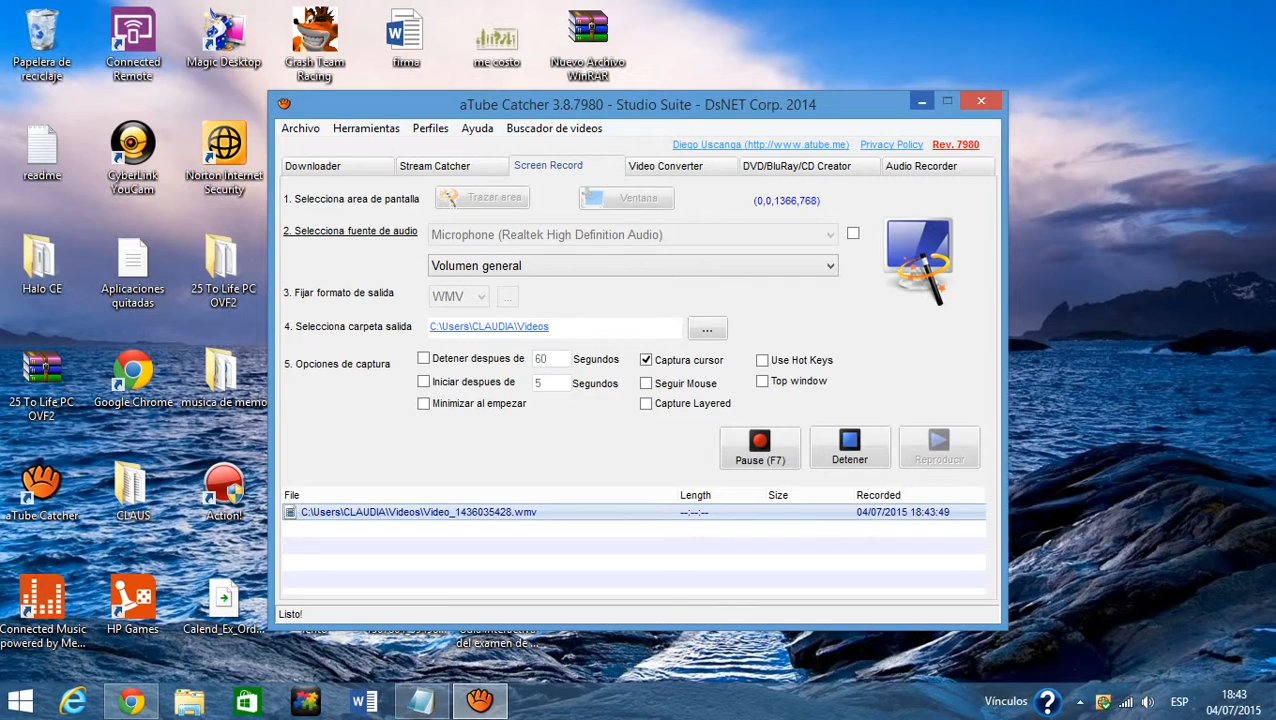 Papelera de
reciclaje
Connected
Remote
Magic Desktop
Crash Team
Racing
firma
me costo
Nuevo Archivo
WinRAR
readme
CyberLink
YouCam
Norton Internet
Security
Halo CE
Aplicaciones
quitadas
25 To Life PC
OVF2
25 To Life PC
OVF2
Google Chrome
musica de memo
aTube Catcher
CLAUS
Action!
Connected Music
powered by Me...
HP Games
Calend_Ex_Ord...
del examen de ...
aTube Catcher 3.8.7980 - Studio Suite - DsNET Corp. 2014
Archivo Herramientas Perfiles Ayuda Buscador de videos
Diego Uscanga (http://www.atube.me) Privacy Policy Rev. 7980
Downloader Stream Catcher Screen Record Video Converter DVD/BluRay/CD Creator Audio Recorder
1. Selecciona area de pantalla Trazar area Ventana (0,0,1366,768)
2. Selecciona fuente de audio Microphone (Realtek High Definition Audio)
Volumen general
3. Fijar formato de salida WMV ...
4. Selecciona carpeta salida C:\Users\CLAUDIA\Videos ...
5. Opciones de captura
Detener despues de 60 Segundos Captura cursor Use Hot Keys
Iniciar despues de 5 Segundos Seguir Mouse Top window
Minimizar al empezar Capture Layered
Pause (F7) Detener Reproducir
File Length Size Recorded
C:\Users\CLAUDIA\Videos\Video_1436035428.wmv --:--:-- 04/07/2015 18:43:49
Listo!
Vínculos ESP 18:43
04/07/2015